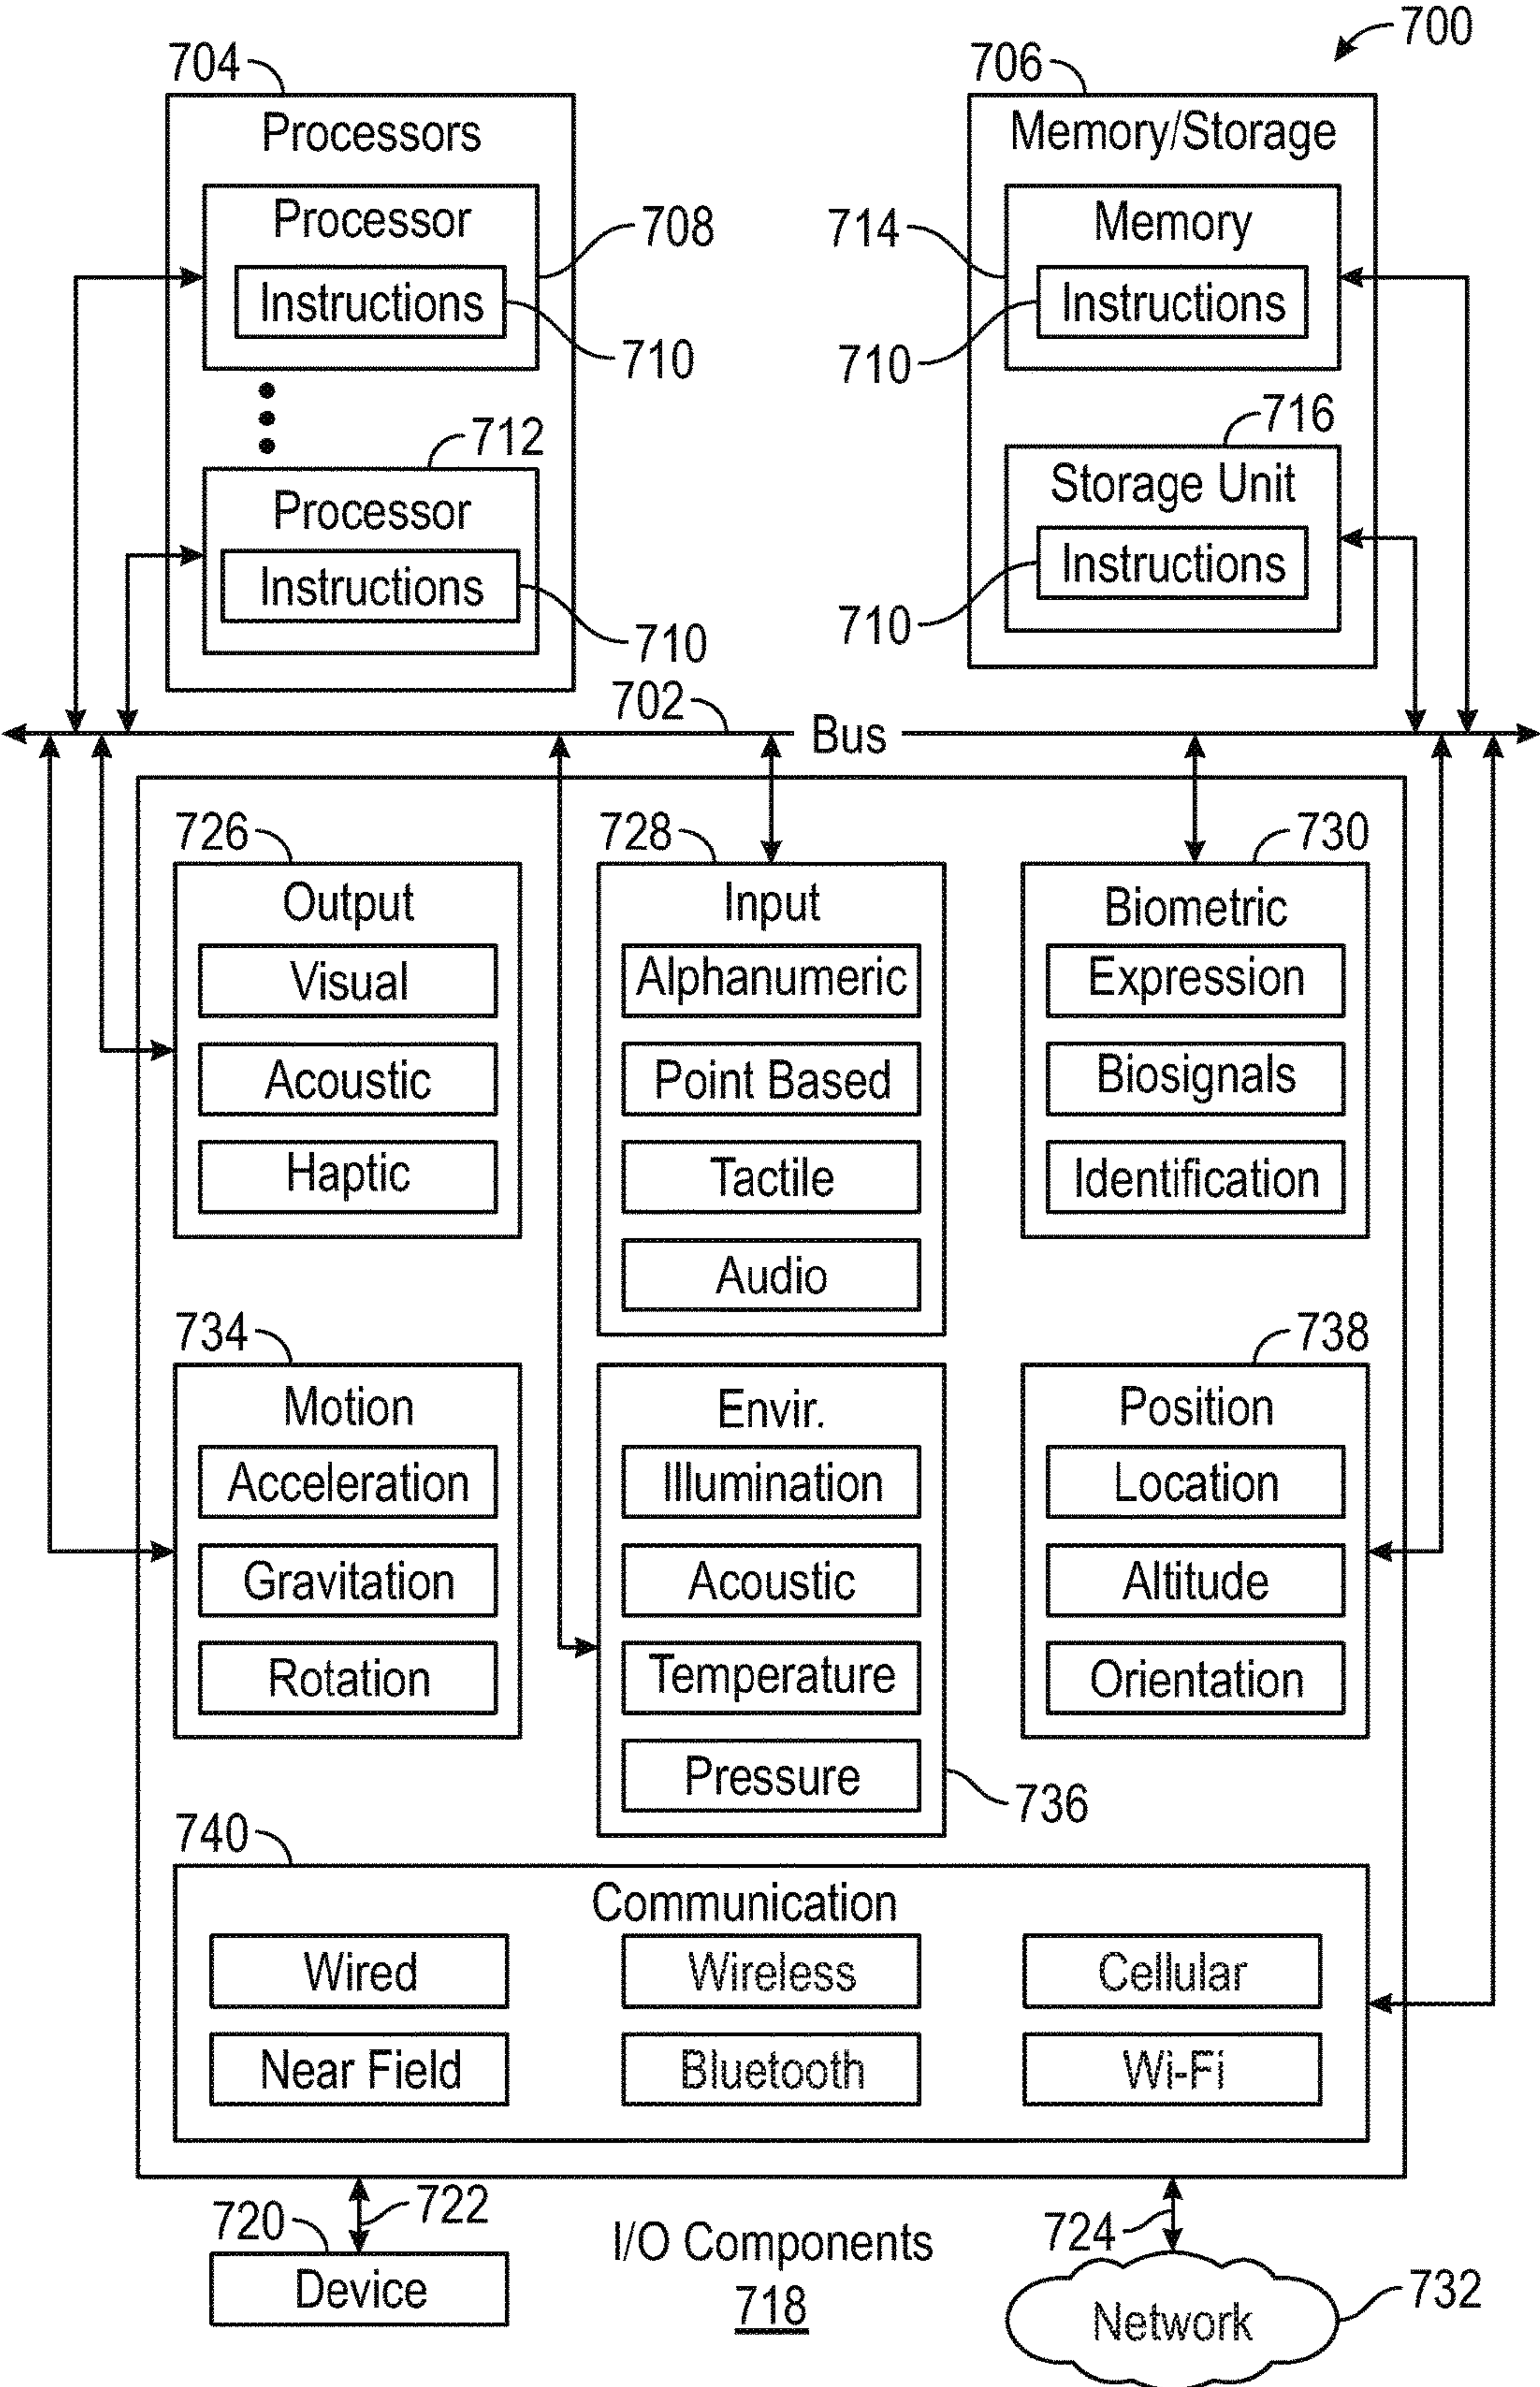 700
704
706
Processors
Memory/Storage
Processor
708
Instructions
710
714
Memory
Instructions
710
712
Processor
Instructions
710
716
Storage Unit
Instructions
710
702
Bus
726
728
730
Output
Visual
Acoustic
Haptic
Input
Alphanumeric
Point Based
Tactile
Audio
Biometric
Expression
Biosignals
Identification
734
738
Motion
Acceleration
Gravitation
Rotation
Envir.
Illumination
Acoustic
Temperature
Pressure
736
Position
Location
Altitude
Orientation
740
Communication
Wired
Wireless
Cellular
Near Field
Bluetooth
Wi-Fi
720
722
Device
I/O Components
718
724
Network
732